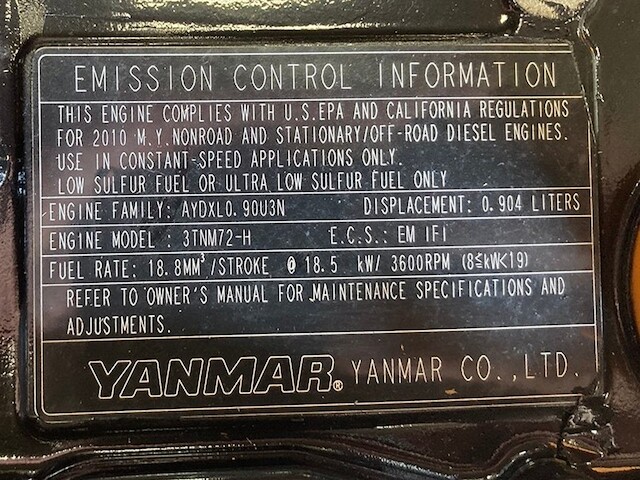 EMISSION CONTROL INFORMATION
THIS ENGINE COMPLIES WITH U.S.EPA AND CALIFORNIA REGULATIONS
FOR 2010 M.Y.NONROAD AND STATIONARY/OFF-ROAD DIESEL ENGINES.
USE IN CONSTANT-SPEED APPLICATIONS ONLY.
LOW SULFUR FUEL OR ULTRA LOW SULFUR FUEL ONLY
ENGINE FAMILY: AYDXL0.90U3N DISPLACEMENT: 0.904 LITERS
ENGINE MODEL : 3TNM72-H E.C.S.: EM IFI
FUEL RATE: 18.8MM³/STROKE @ 18.5 kW/ 3600RPM (8≦kW<19)
REFER TO OWNER'S MANUAL FOR MAINTENANCE SPECIFICATIONS AND
ADJUSTMENTS.
YANMAR® YANMAR CO.,LTD.